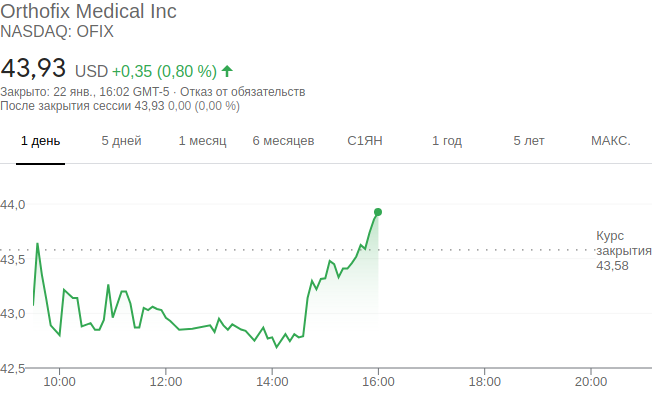 Orthofix Medical Inc
NASDAQ: OFIX
43,93 USD +0,35 (0,80 %)
Закрыто: 22 янв., 16:02 GMT-5 · Отказ от обязательств
После закрытия сессии 43,93 0,00 (0,00 %)
1 день 5 дней 1 месяц 6 месяцев С1ЯН 1 год 5 лет МАКС.
44,0
Курс
закрытия
43,5
43,58
43,0
42,5
10:00 12:00 14:00 16:00 18:00 20:00